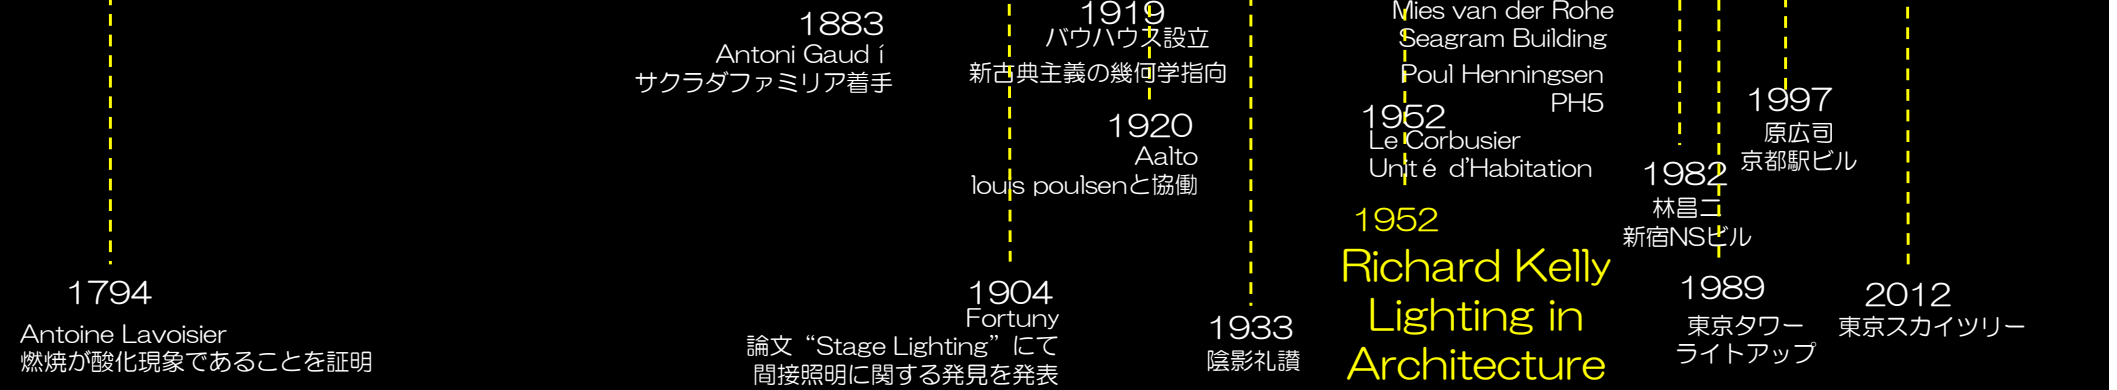 1794
Antoine Lavoisier
燃焼が酸化現象であることを証明
1883
Antoni Gaudí
サクラダファミリア着手
1904
Fortuny
論文“Stage Lighting”にて
間接照明に関する発見を発表
1919
バウハウス設立
新古典主義の幾何学指向
1920
Aalto
louis poulsenと協働
1933
陰影礼讃
Mies van der Rohe
Seagram Building
Poul Henningsen
PH5
1952
Le Corbusier
Unité d'Habitation
1952
Richard Kelly
Lighting in
Architecture
1982
林昌二
新宿NSビル
1989
東京タワー
ライトアップ
1997
原広司
京都駅ビル
2012
東京スカイツリー